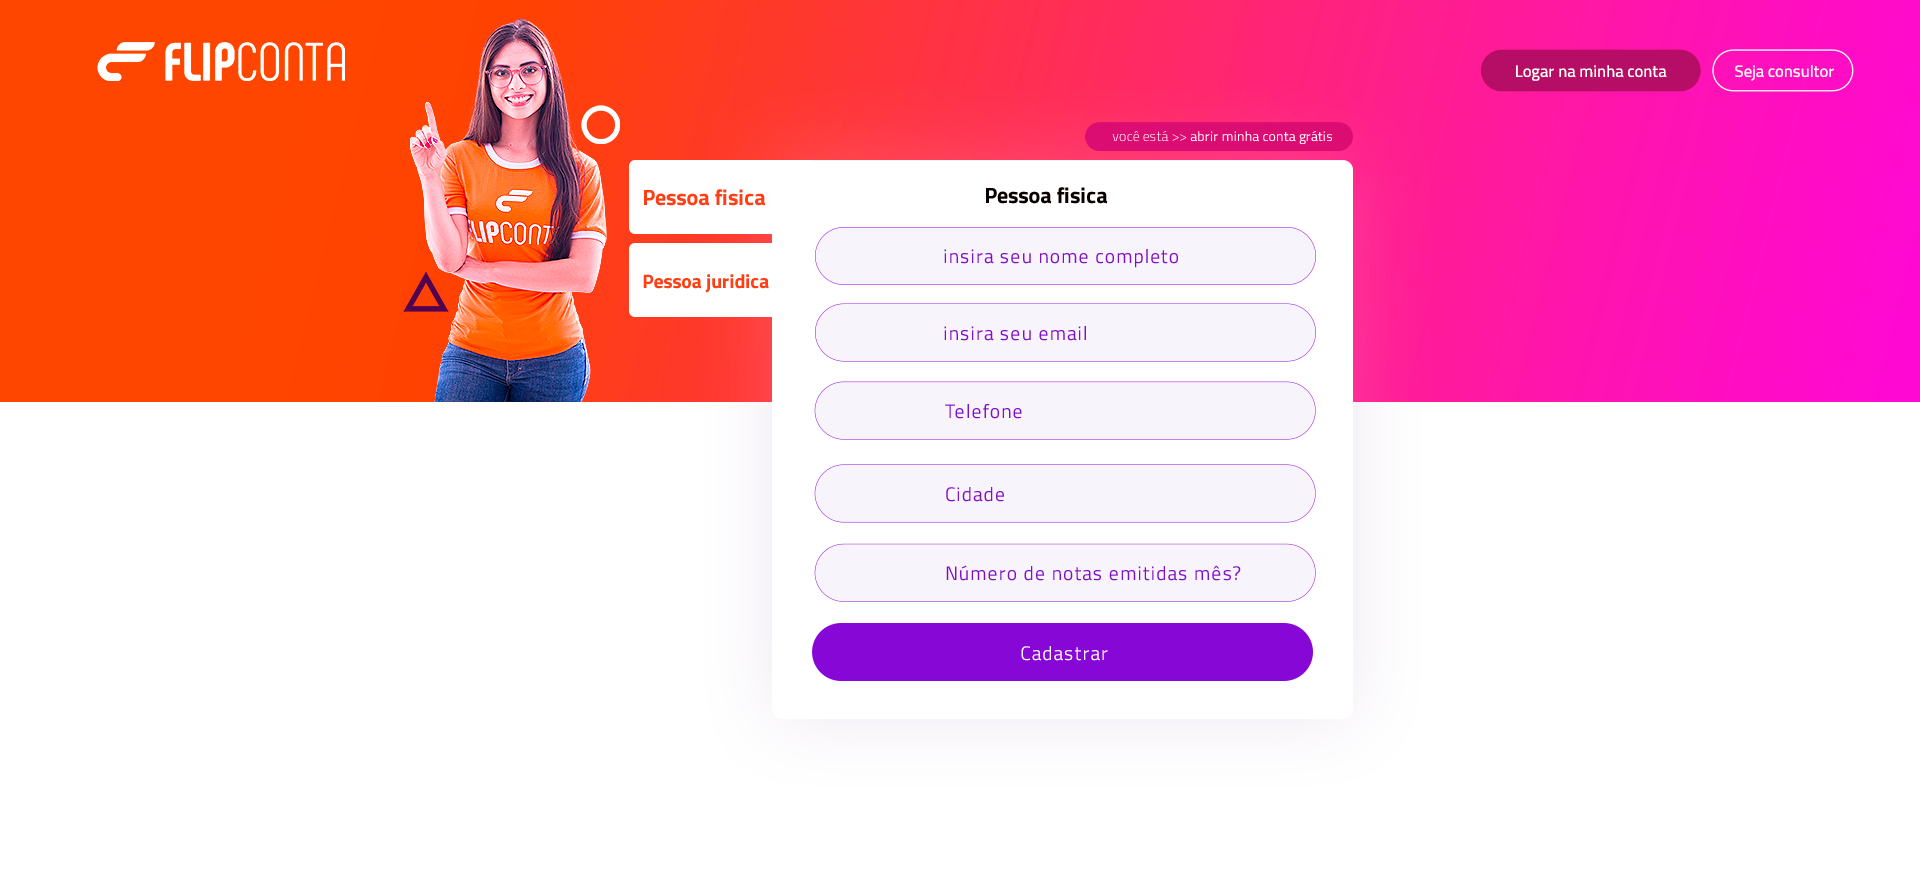 FLIPCONTA
Logar na minha conta
Seja consultor
você está >> abrir minha conta grátis
FLIPCONT
Pessoa fisica
Pessoa juridica
Pessoa fisica
insira seu nome completo
insira seu email
Telefone
Cidade
Número de notas emitidas mês?
Cadastrar